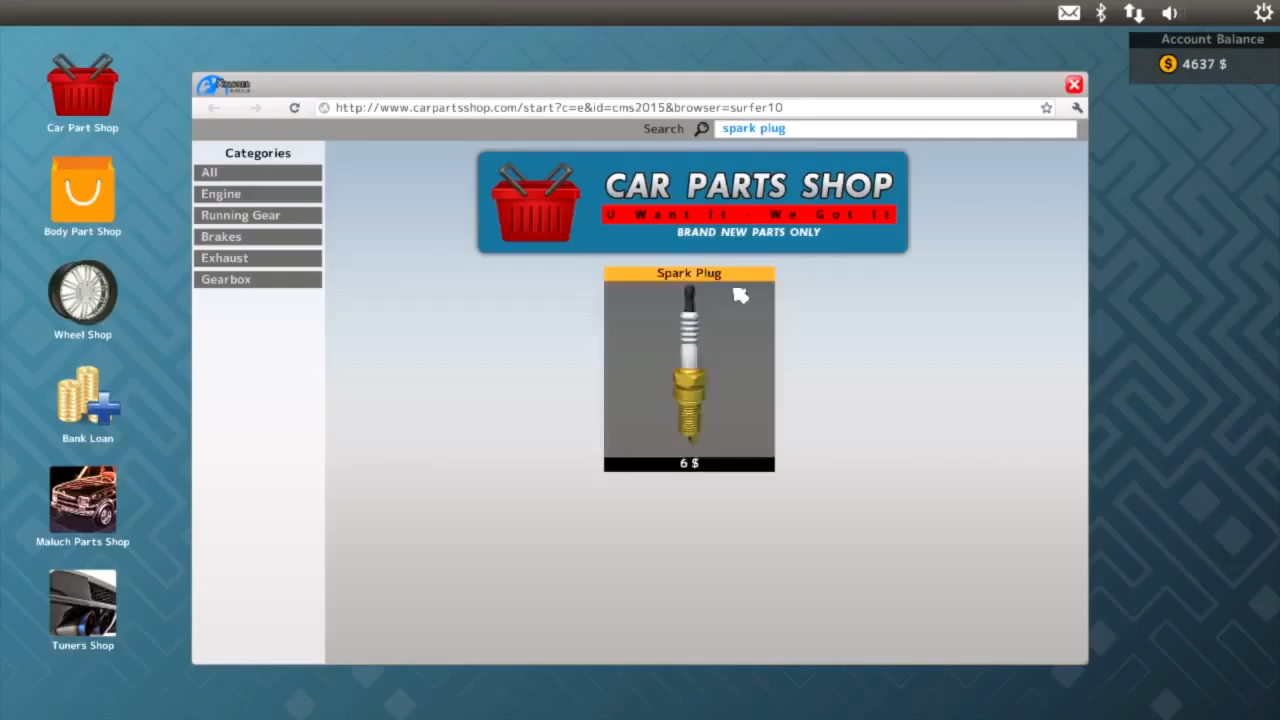 Account Balance
4637 $
Car Part Shop
Body Part Shop
Wheel Shop
Bank Loan
Maluch Parts Shop
Tuners Shop
http://www.carpartsshop.com/start?c=e&id=cms2015&browser=surfer10
Search spark plug
Categories
All
Engine
Running Gear
Brakes
Exhaust
Gearbox
CAR PARTS SHOP
U Want It - We Got It
BRAND NEW PARTS ONLY
Spark Plug
6 $